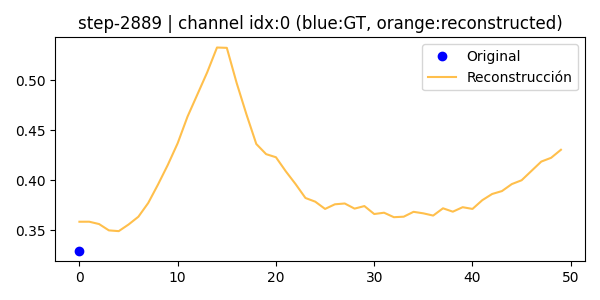 step-2889 | channel idx:0 (blue:GT, orange:reconstructed)
Original
Reconstrucción
0.50
0.45
0.40
0.35
0 10 20 30 40 50